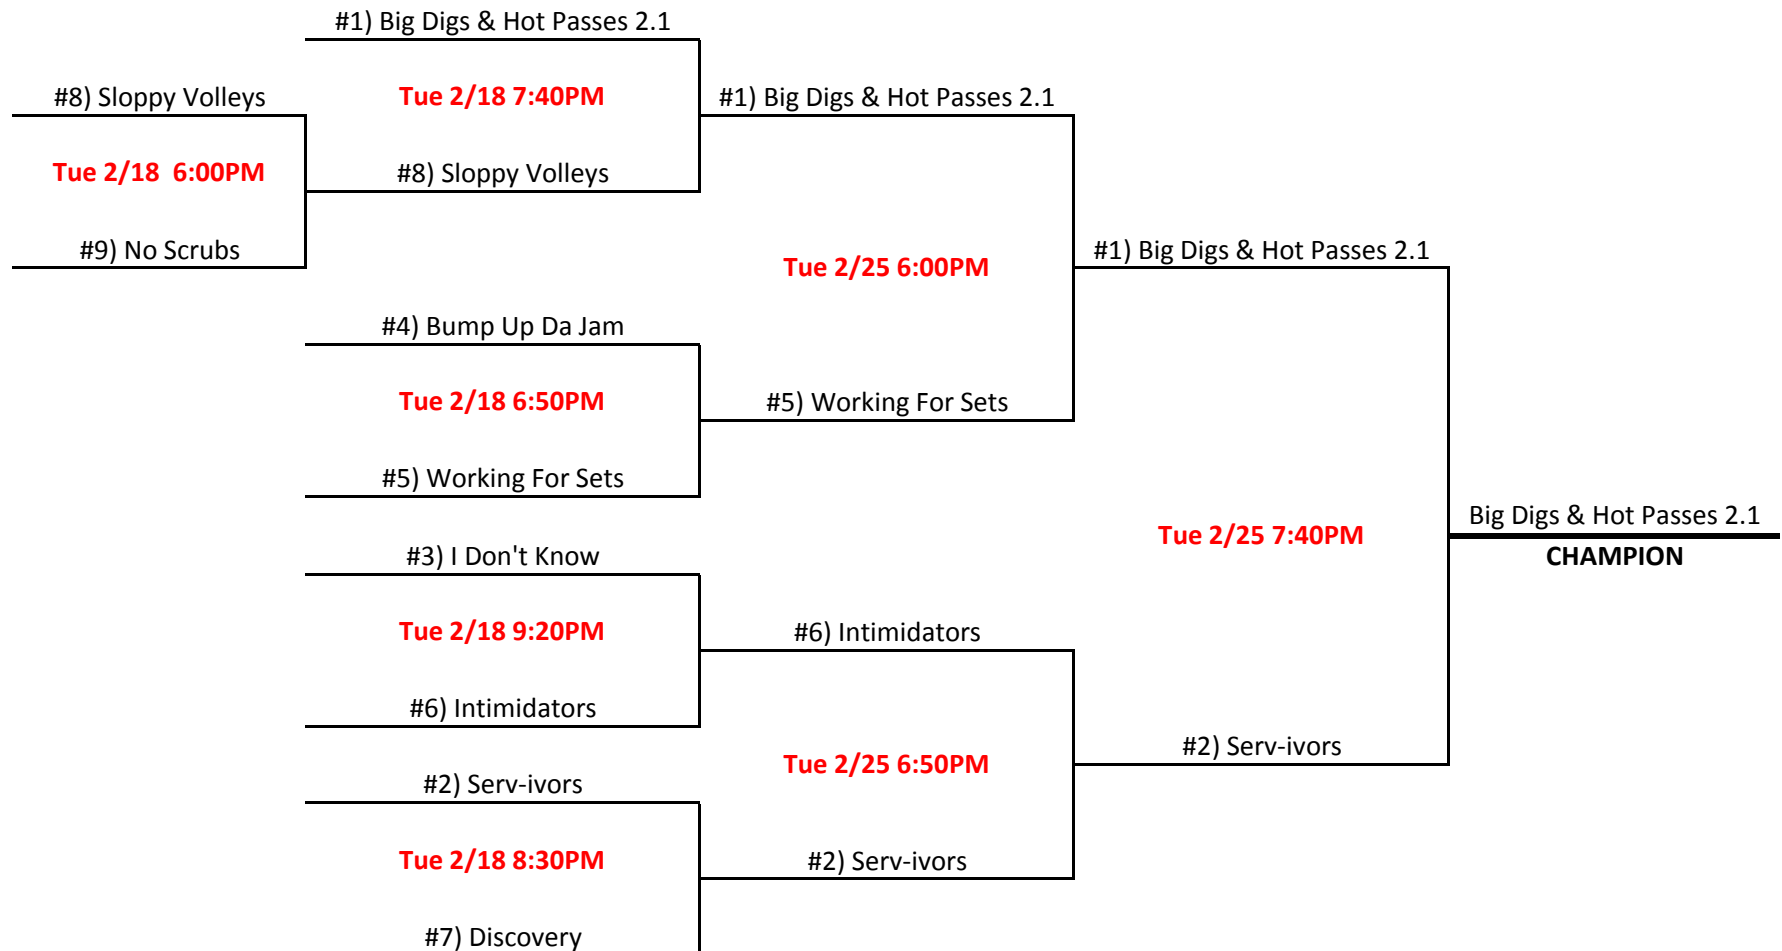 #1) Big Digs & Hot Passes 2.1
#8) Sloppy Volleys
Tue 2/18 7:40PM
#1) Big Digs & Hot Passes 2.1
Tue 2/18  6:00PM
#8) Sloppy Volleys
#9) No Scrubs
Tue 2/25 6:00PM
#1) Big Digs & Hot Passes 2.1
#4) Bump Up Da Jam
Tue 2/18 6:50PM
#5) Working For Sets
#5) Working For Sets
Big Digs & Hot Passes 2.1
Tue 2/25 7:40PM
CHAMPION
#3) I Don't Know
Tue 2/18 9:20PM
#6) Intimidators
#6) Intimidators
#2) Serv-ivors
Tue 2/25 6:50PM
#2) Serv-ivors
Tue 2/18 8:30PM
#2) Serv-ivors
#7) Discovery